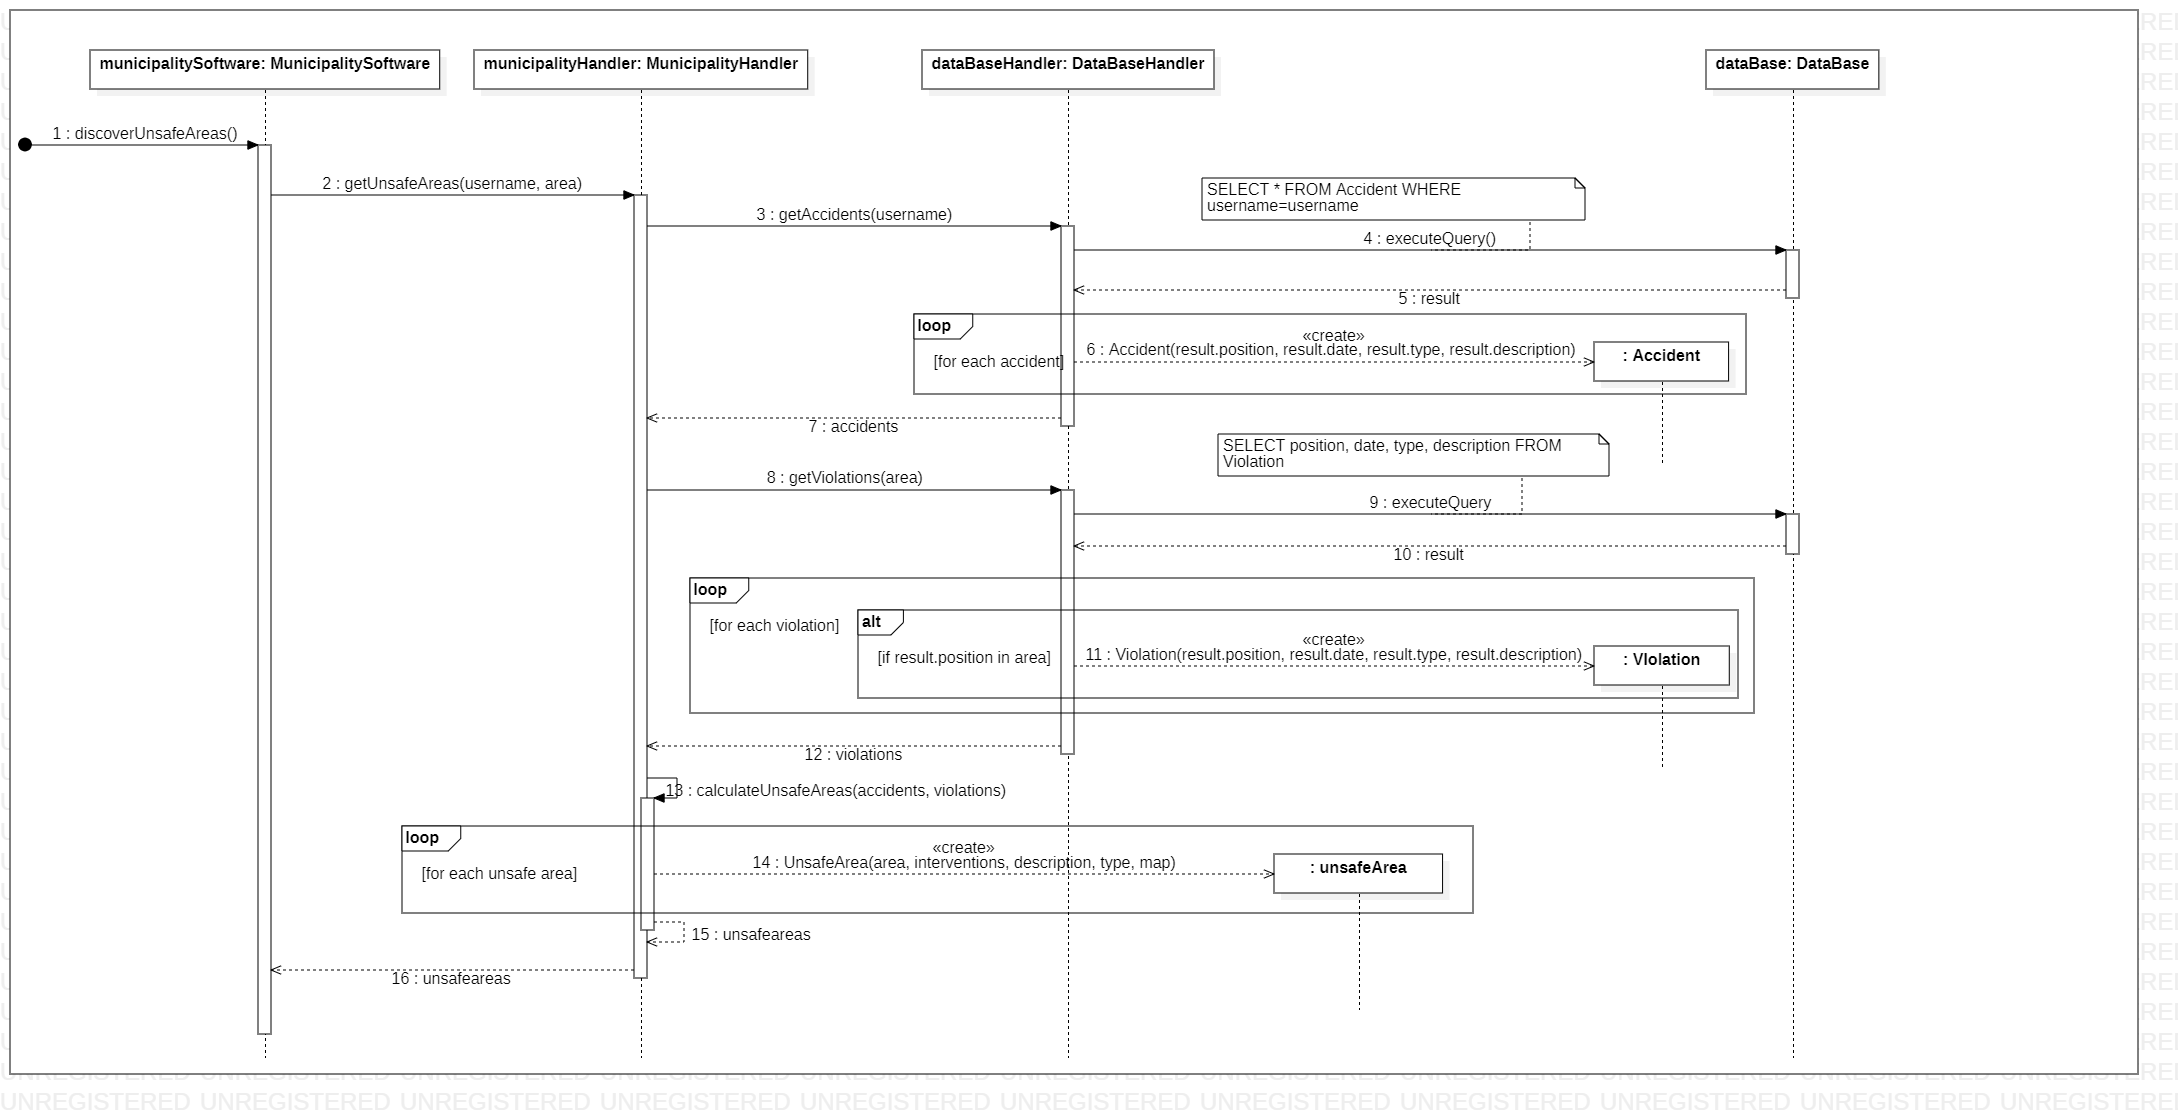 municipalitySoftware: MunicipalitySoftware
municipalityHandler: MunicipalityHandler
dataBaseHandler: DataBaseHandler
dataBase: DataBase
1 : discoverUnsafeAreas()
2 : getUnsafeAreas(username, area)
3 : getAccidents(username)
SELECT * FROM Accident WHERE
username=username
4 : executeQuery()
5 : result
loop
[for each accident]
«create»
6 : Accident(result.position, result.date, result.type, result.description)
: Accident
7 : accidents
SELECT position, date, type, description FROM
Violation
8 : getViolations(area)
9 : executeQuery
10 : result
loop
[for each violation]
alt
[if result.position in area]
«create»
11 : Violation(result.position, result.date, result.type, result.description)
: VIolation
12 : violations
13 : calculateUnsafeAreas(accidents, violations)
loop
[for each unsafe area]
«create»
14 : UnsafeArea(area, interventions, description, type, map)
: unsafeArea
15 : unsafeareas
16 : unsafeareas
UNREGISTERED UNREGISTERED UNREGISTERED UNREGISTERED UNREGISTERED UNREGISTERED UNREGISTERED UNREGISTERED UNREGISTERED UNREGISTERED UNREGI